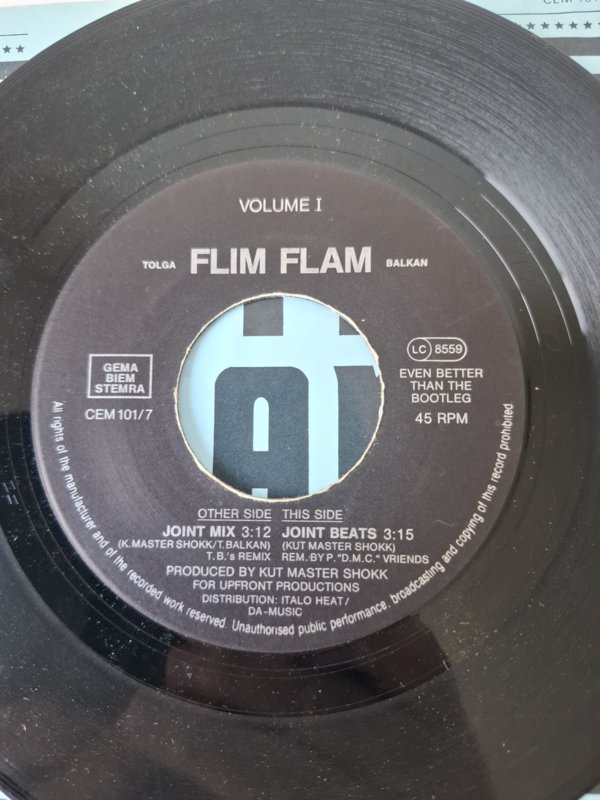 VOLUME I
TOLGA FLIM FLAM BALKAN
GEMA
BIEM
STEMRA
CEM 101/7
LC 8559
EVEN BETTER
THAN THE
BOOTLEG
45 RPM
OTHER SIDE THIS SIDE
JOINT MIX 3:12 JOINT BEATS 3:15
(K.MASTER SHOKK/T.BALKAN) (KUT MASTER SHOKK)
T.B.'s REMIX REM. BY P. "D.M.C." VRIENDS
PRODUCED BY KUT MASTER SHOKK
FOR UPFRONT PRODUCTIONS
DISTRIBUTION: ITALO HEAT/
DA-MUSIC
All rights of the manufacturer and of the recorded work reserved. Unauthorised public performance, broadcasting and copying of this record prohibited.